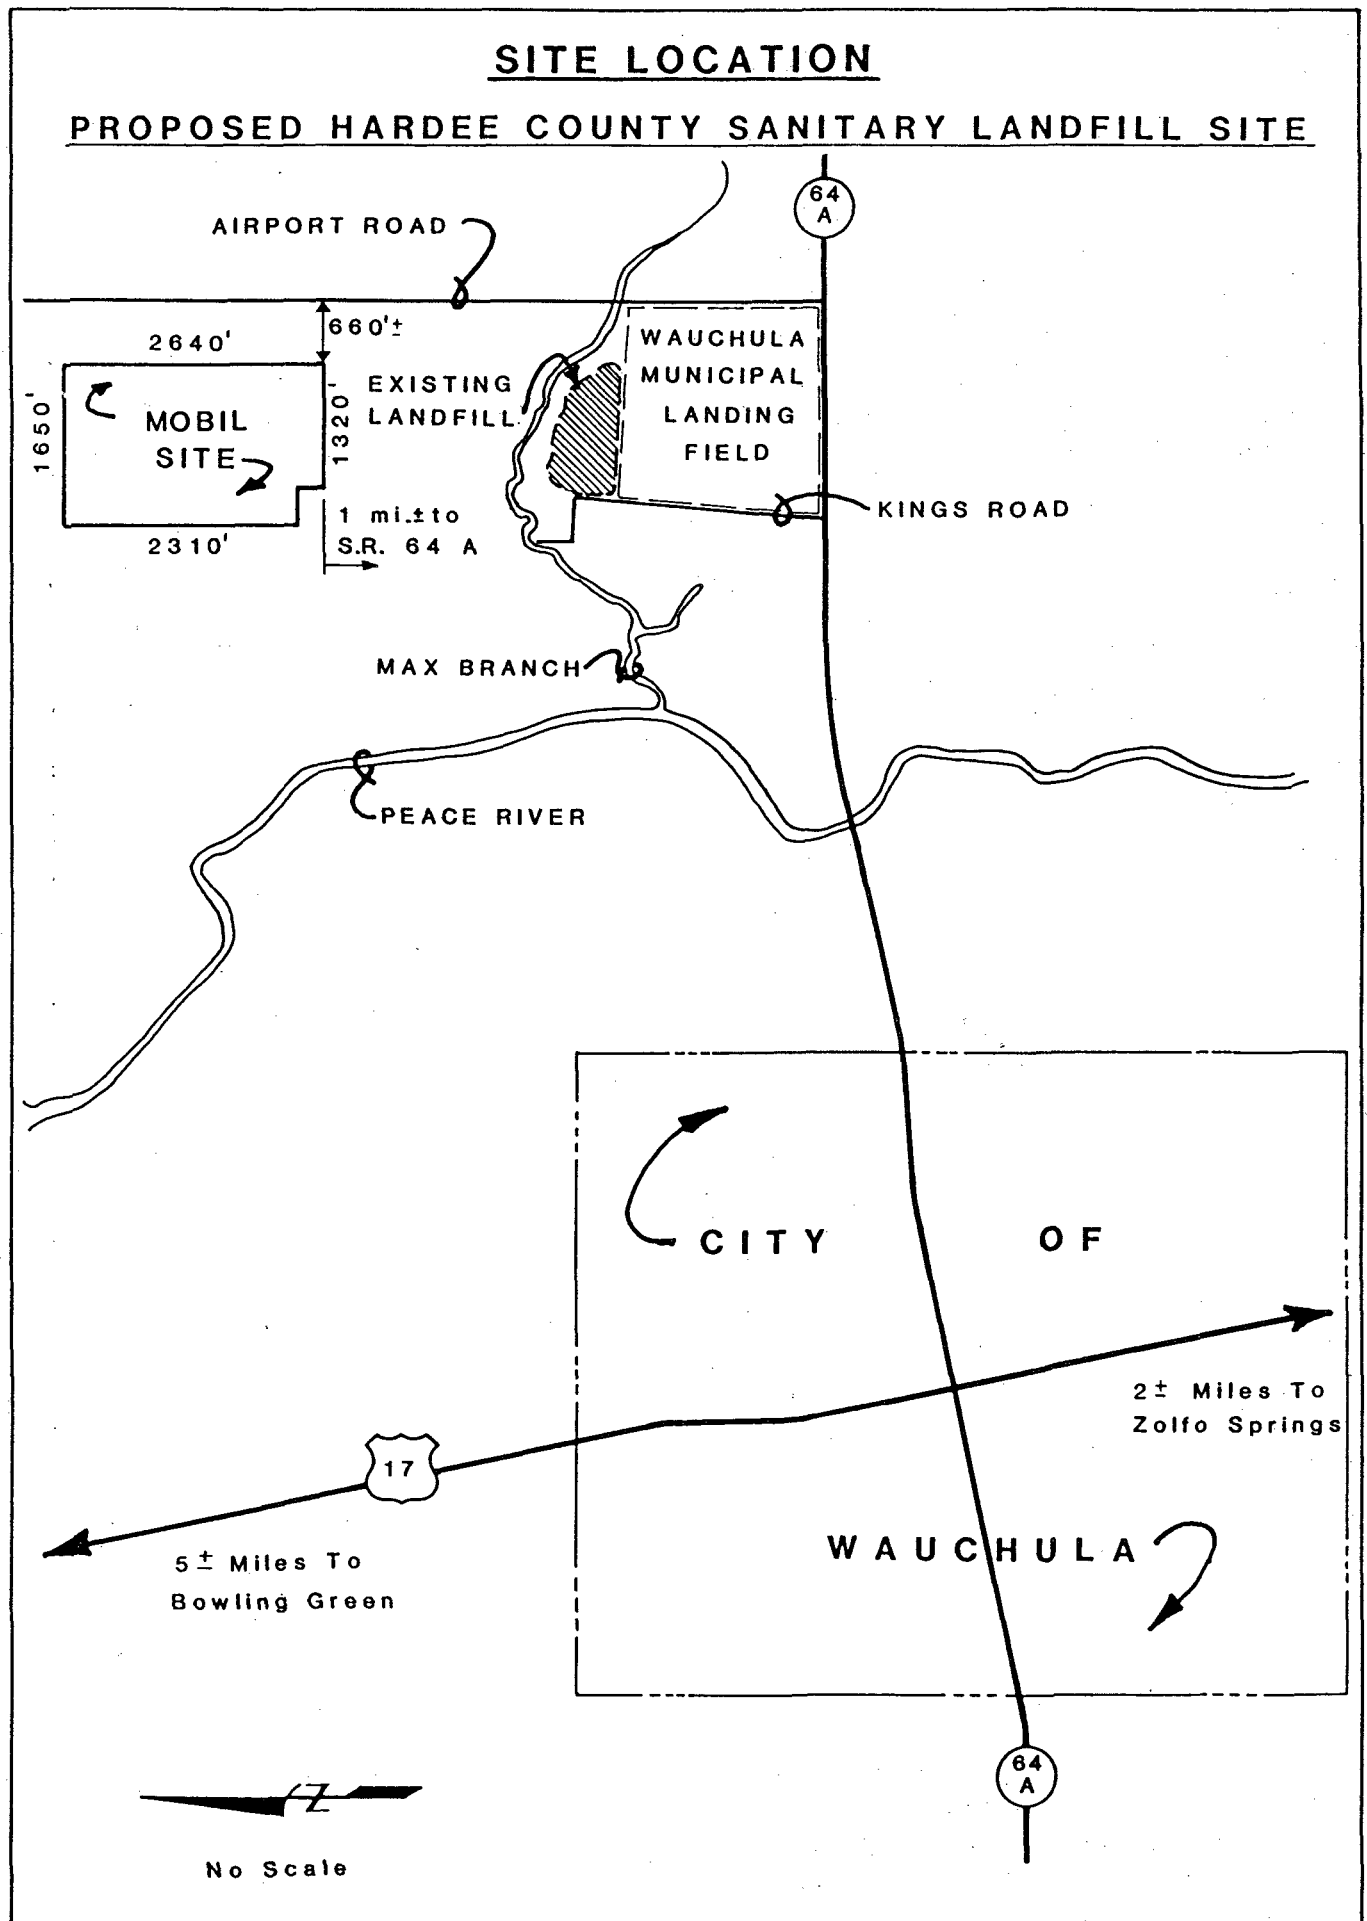 SITE LOCATION
PROPOSED HARDEE COUNTY SANITARY LANDFILL SITE
64
A
AIRPORT ROAD
660'±
2640'
WAUCHULA
MUNICIPAL
LANDING
FIELD
EXISTING
LANDFILL
1650'
MOBIL
SITE
1320'
KINGS ROAD
1 mi.± to
S.R. 64 A
2310'
MAX BRANCH
PEACE RIVER
CITY OF
2± Miles To
Zolfo Springs
17
WAUCHULA
5± Miles To
Bowling Green
64
A
Z
No Scale